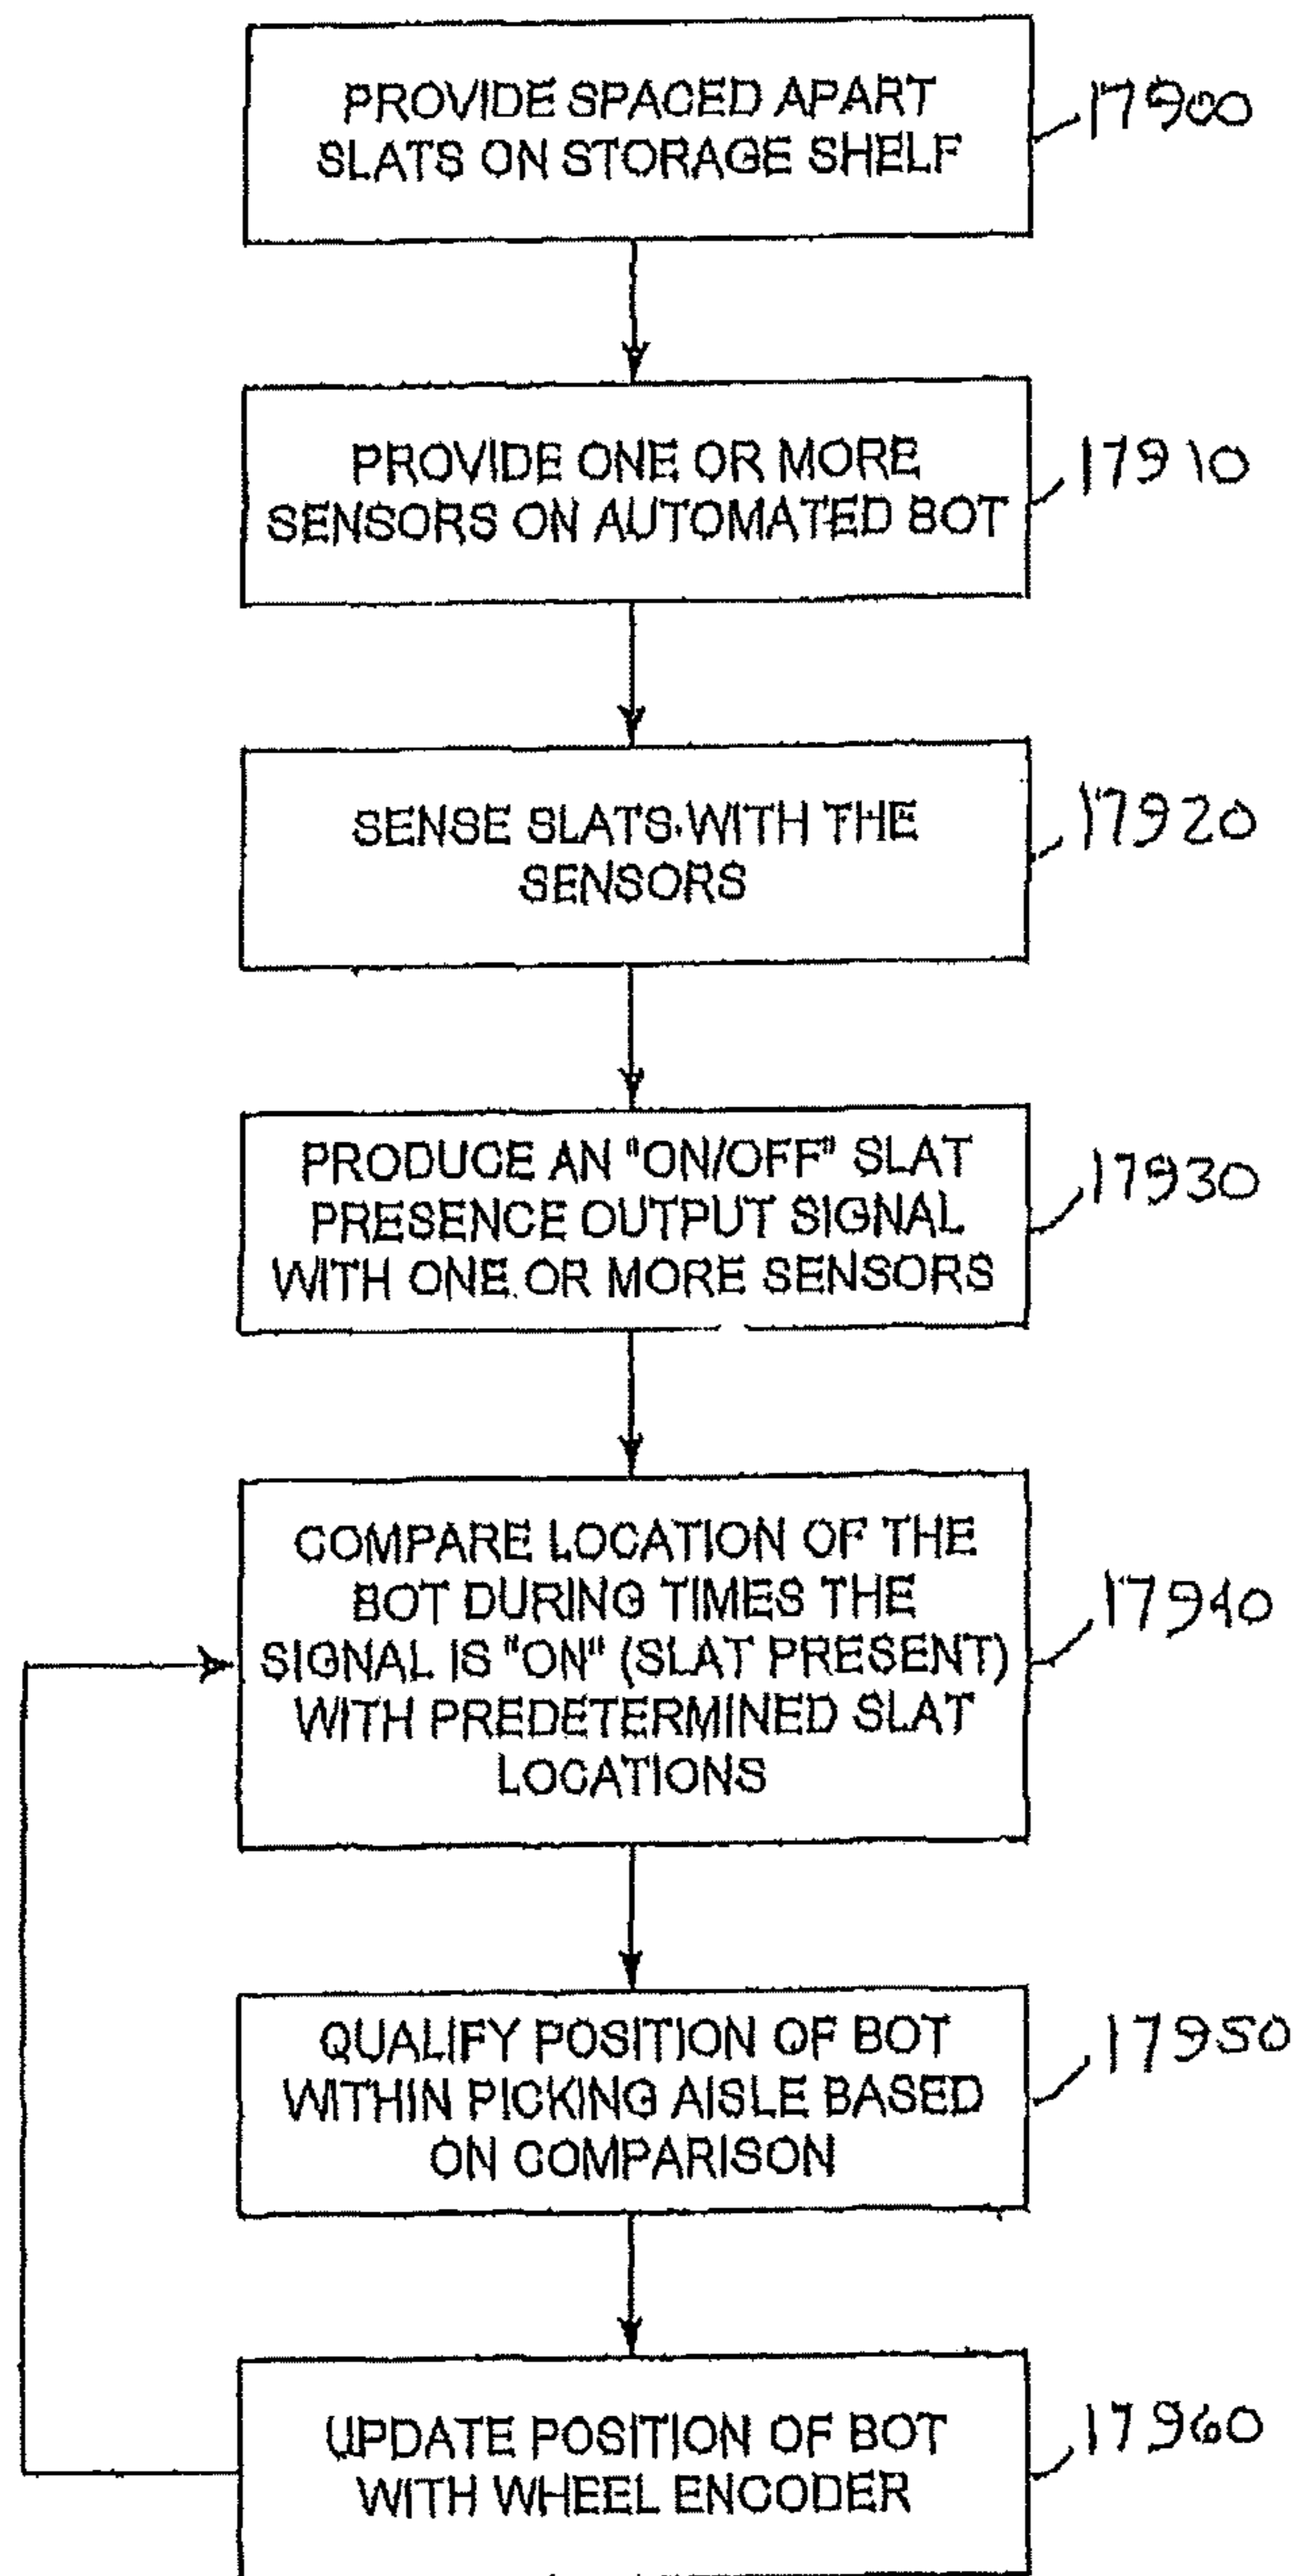 PROVIDE SPACED APART
SLATS ON STORAGE SHELF
17900
PROVIDE ONE OR MORE
SENSORS ON AUTOMATED BOT
17910
SENSE SLATS WITH THE
SENSORS
17920
PRODUCE AN "ON/OFF" SLAT
PRESENCE OUTPUT SIGNAL
WITH ONE OR MORE SENSORS
17930
COMPARE LOCATION OF THE
BOT DURING TIMES THE
SIGNAL IS "ON" (SLAT PRESENT)
WITH PREDETERMINED SLAT
LOCATIONS
17940
QUALIFY POSITION OF BOT
WITHIN PICKING AISLE BASED
ON COMPARISON
17950
UPDATE POSITION OF BOT
WITH WHEEL ENCODER
17960